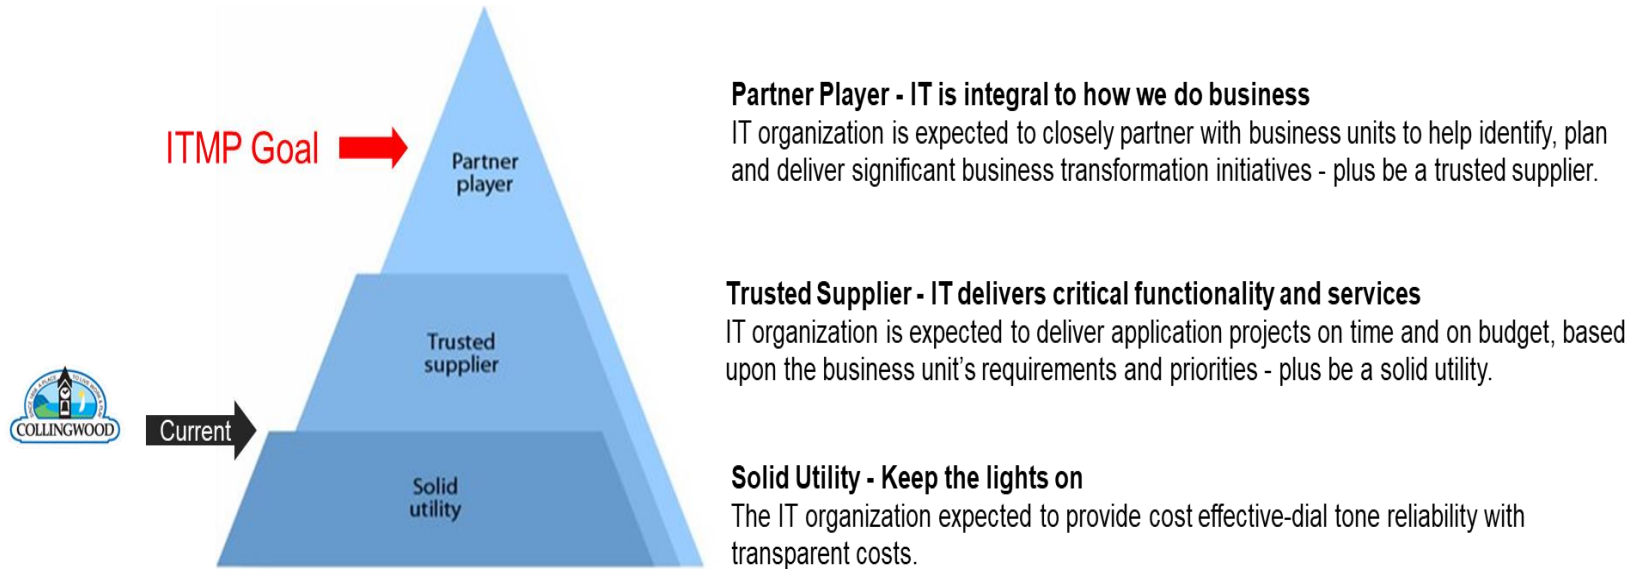 ITMP Goal
Partner
player
Trusted
supplier
COLLINGWOOD
Current
Solid
utility
Partner Player - IT is integral to how we do business
IT organization is expected to closely partner with business units to help identify, plan
and deliver significant business transformation initiatives - plus be a trusted supplier.
Trusted Supplier - IT delivers critical functionality and services
IT organization is expected to deliver application projects on time and on budget, based
upon the business unit’s requirements and priorities - plus be a solid utility.
Solid Utility - Keep the lights on
The IT organization expected to provide cost effective-dial tone reliability with
transparent costs.